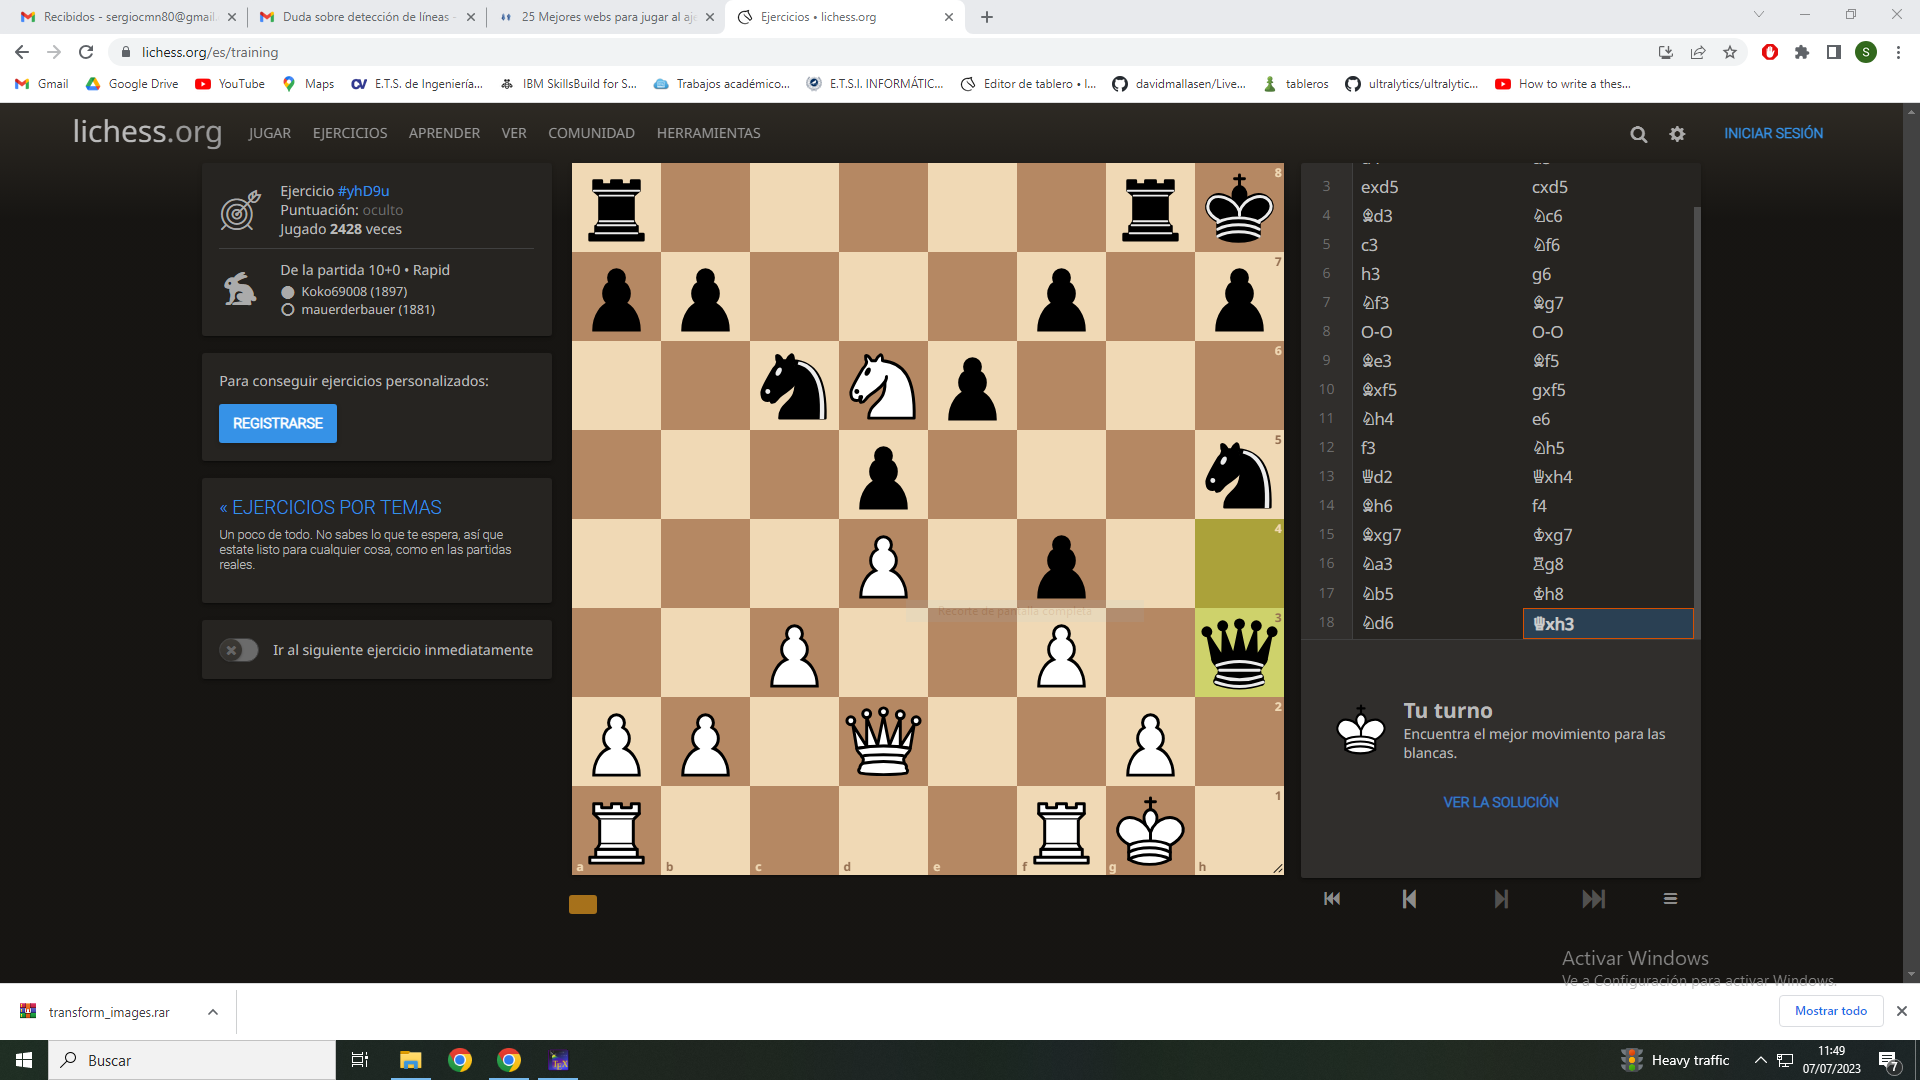 Recibidos - sergiocmn80@gmail.
Duda sobre detección de líneas -
25 Mejores webs para jugar al aje
Ejercicios • lichess.org
lichess.org/es/training
S
Gmail
Google Drive
YouTube
Maps
E.T.S. de Ingeniería...
IBM SkillsBuild for S...
Trabajos académico...
E.T.S.I. INFORMÁTIC...
Editor de tablero • l...
davidmallasen/Live...
tableros
ultralytics/ultralytic...
How to write a thes...
lichess.org
JUGAR
EJERCICIOS
APRENDER
VER
COMUNIDAD
HERRAMIENTAS
INICIAR SESIÓN
Ejercicio #yhD9u
Puntuación: oculto
Jugado 2428 veces
De la partida 10+0 • Rapid
Koko69008 (1897)
mauerderbauer (1881)
Para conseguir ejercicios personalizados:
REGISTRARSE
« EJERCICIOS POR TEMAS
Un poco de todo. No sabes lo que te espera, así que
estate listo para cualquier cosa, como en las partidas
reales.
Ir al siguiente ejercicio inmediatamente
8
7
6
5
4
3
2
1
a b c d e f g h
Recorte de pantalla completa
3 exd5 cxd5
4 ♗d3 ♘c6
5 c3 ♘f6
6 h3 g6
7 ♘f3 ♗g7
8 O-O O-O
9 ♗e3 ♗f5
10 ♗xf5 gxf5
11 ♘h4 e6
12 f3 ♘h5
13 ♕d2 ♕xh4
14 ♗h6 f4
15 ♗xg7 ♔xg7
16 ♘a3 ♖g8
17 ♘b5 ♔h8
18 ♘d6 ♕xh3
Tu turno
Encuentra el mejor movimiento para las
blancas.
VER LA SOLUCIÓN
Activar Windows
Ve a Configuración para activar Windows.
transform_images.rar
Mostrar todo
Buscar
Heavy traffic
11:49
07/07/2023
7